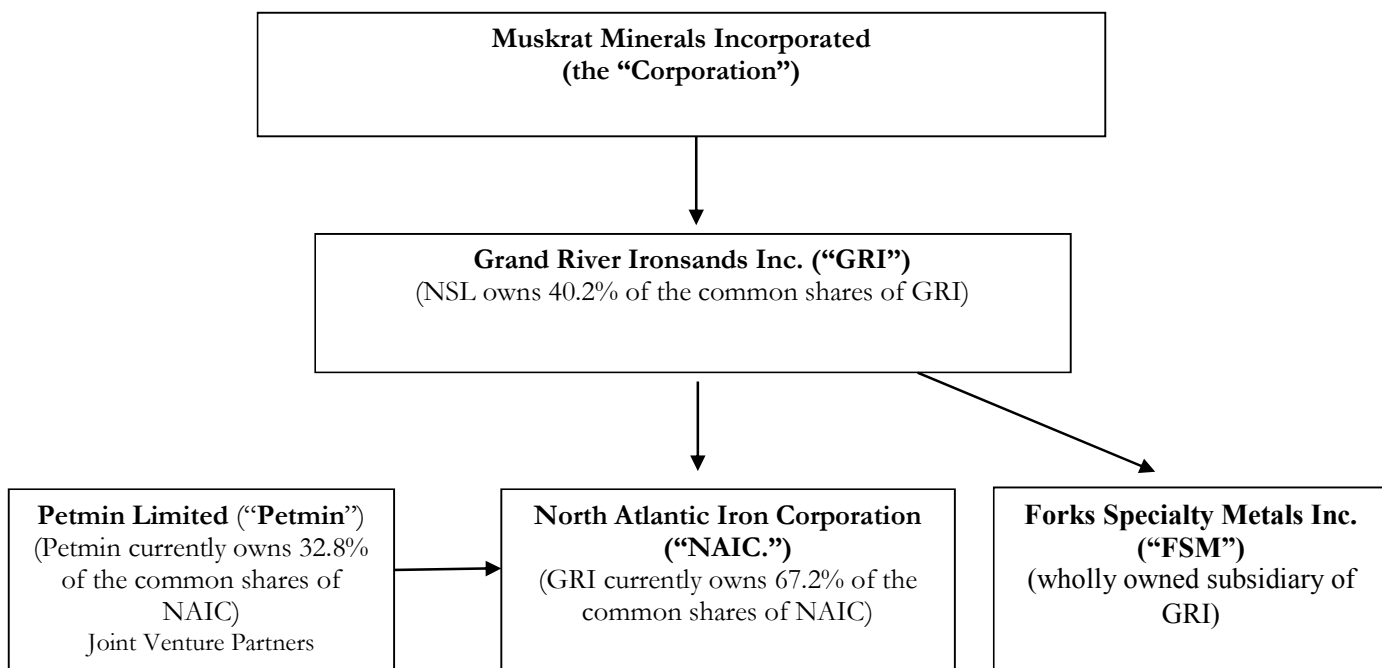 Muskrat Minerals Incorporated
(the “Corporation”)
Grand River Ironsands Inc. (“GRI”)
(NSL owns 40.2% of the common shares of GRI)
Petmin Limited (“Petmin”)
(Petmin currently owns 32.8%
of the common shares of
NAIC)
Joint Venture Partners
North Atlantic Iron Corporation
(“NAIC.”)
(GRI currently owns 67.2% of the
common shares of NAIC)
Forks Specialty Metals Inc.
(“FSM”)
(wholly owned subsidiary of
GRI)